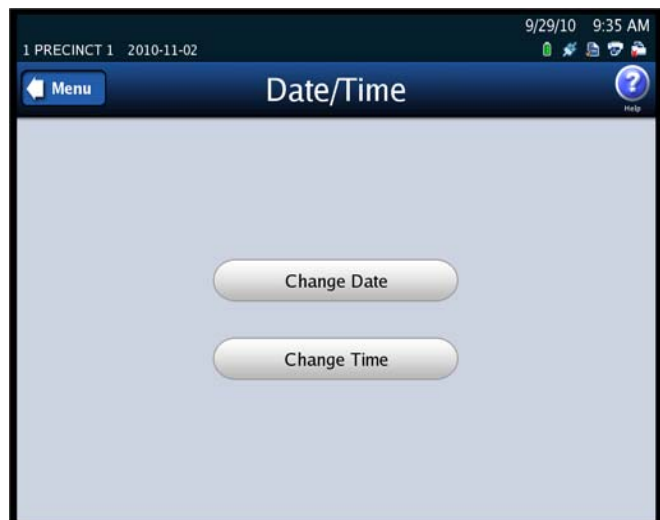 9/29/10 9:35 AM
1 PRECINCT 1 2010-11-02
Menu
Date/Time
Help
Change Date
Change Time